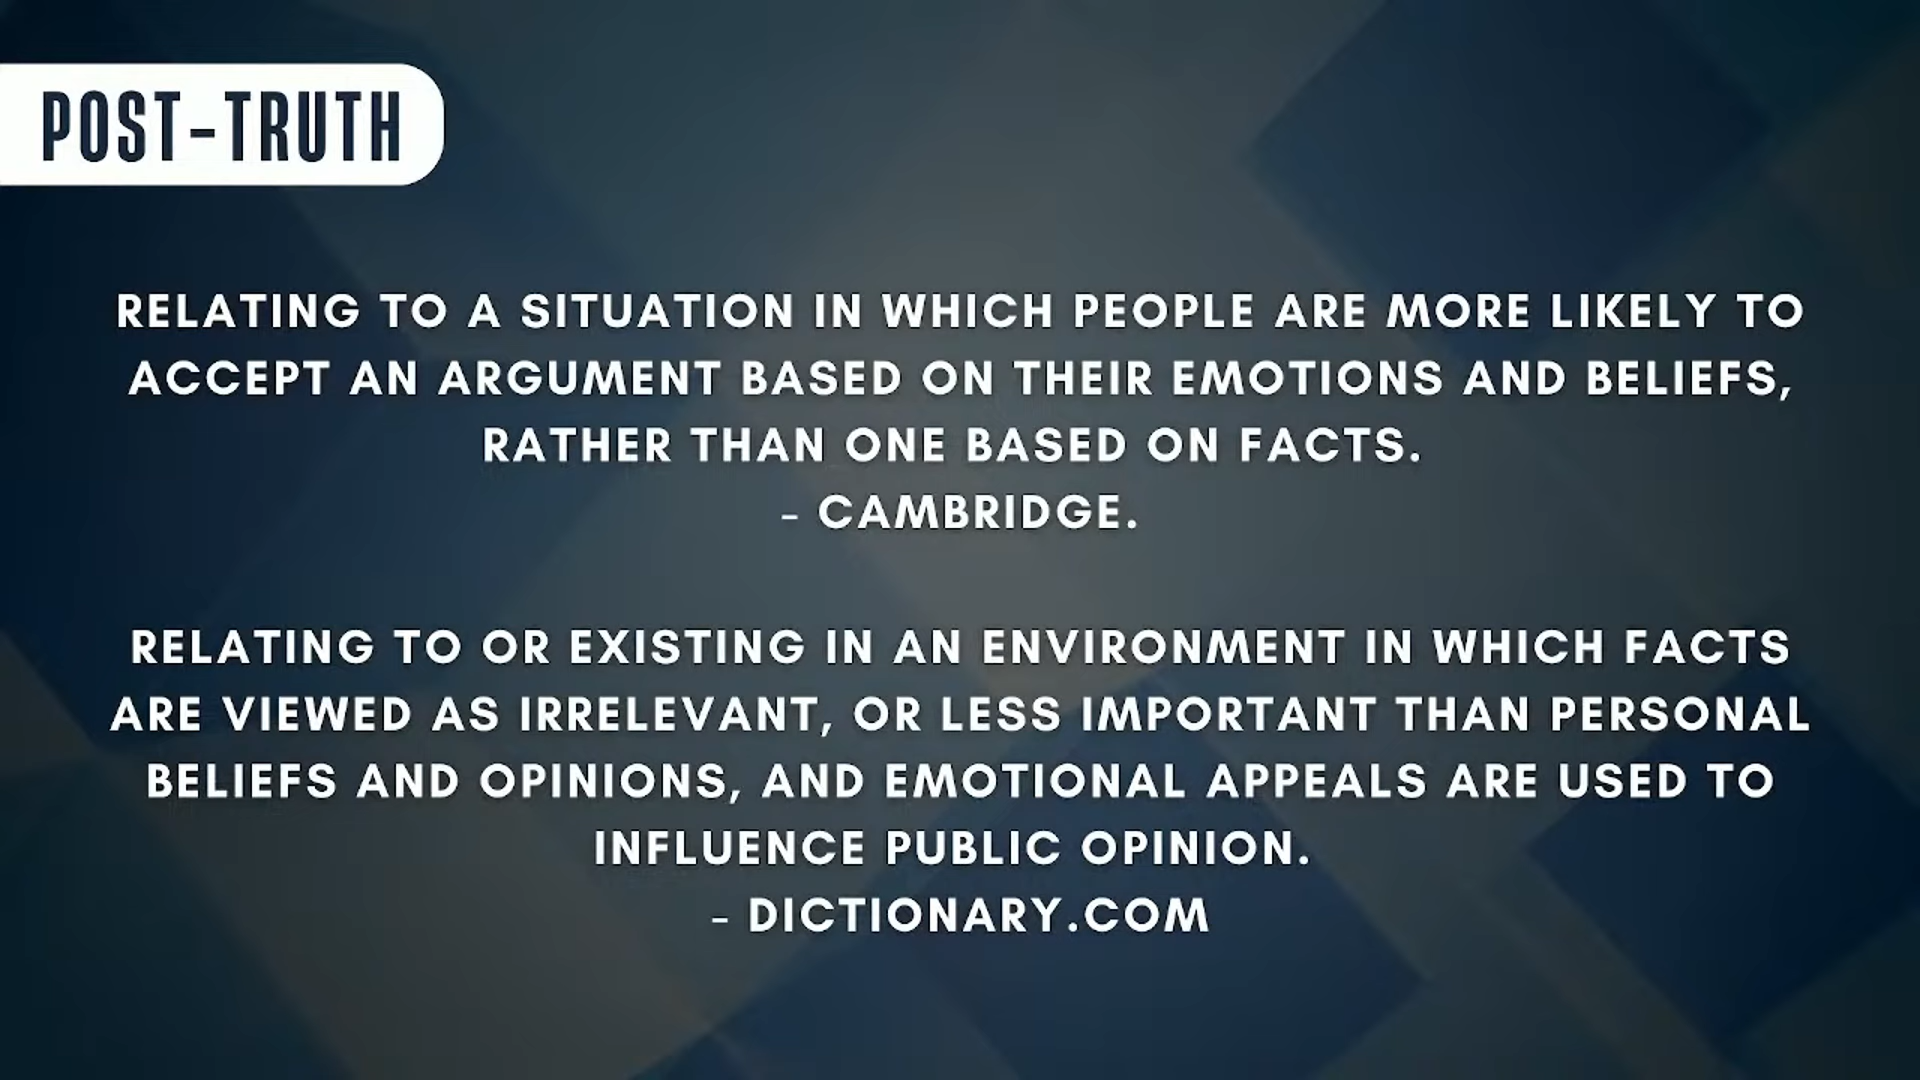 POST-TRUTH
RELATING TO A SITUATION IN WHICH PEOPLE ARE MORE LIKELY TO
ACCEPT AN ARGUMENT BASED ON THEIR EMOTIONS AND BELIEFS,
RATHER THAN ONE BASED ON FACTS.
- CAMBRIDGE.
RELATING TO OR EXISTING IN AN ENVIRONMENT IN WHICH FACTS
ARE VIEWED AS IRRELEVANT, OR LESS IMPORTANT THAN PERSONAL
BELIEFS AND OPINIONS, AND EMOTIONAL APPEALS ARE USED TO
INFLUENCE PUBLIC OPINION.
- DICTIONARY.COM